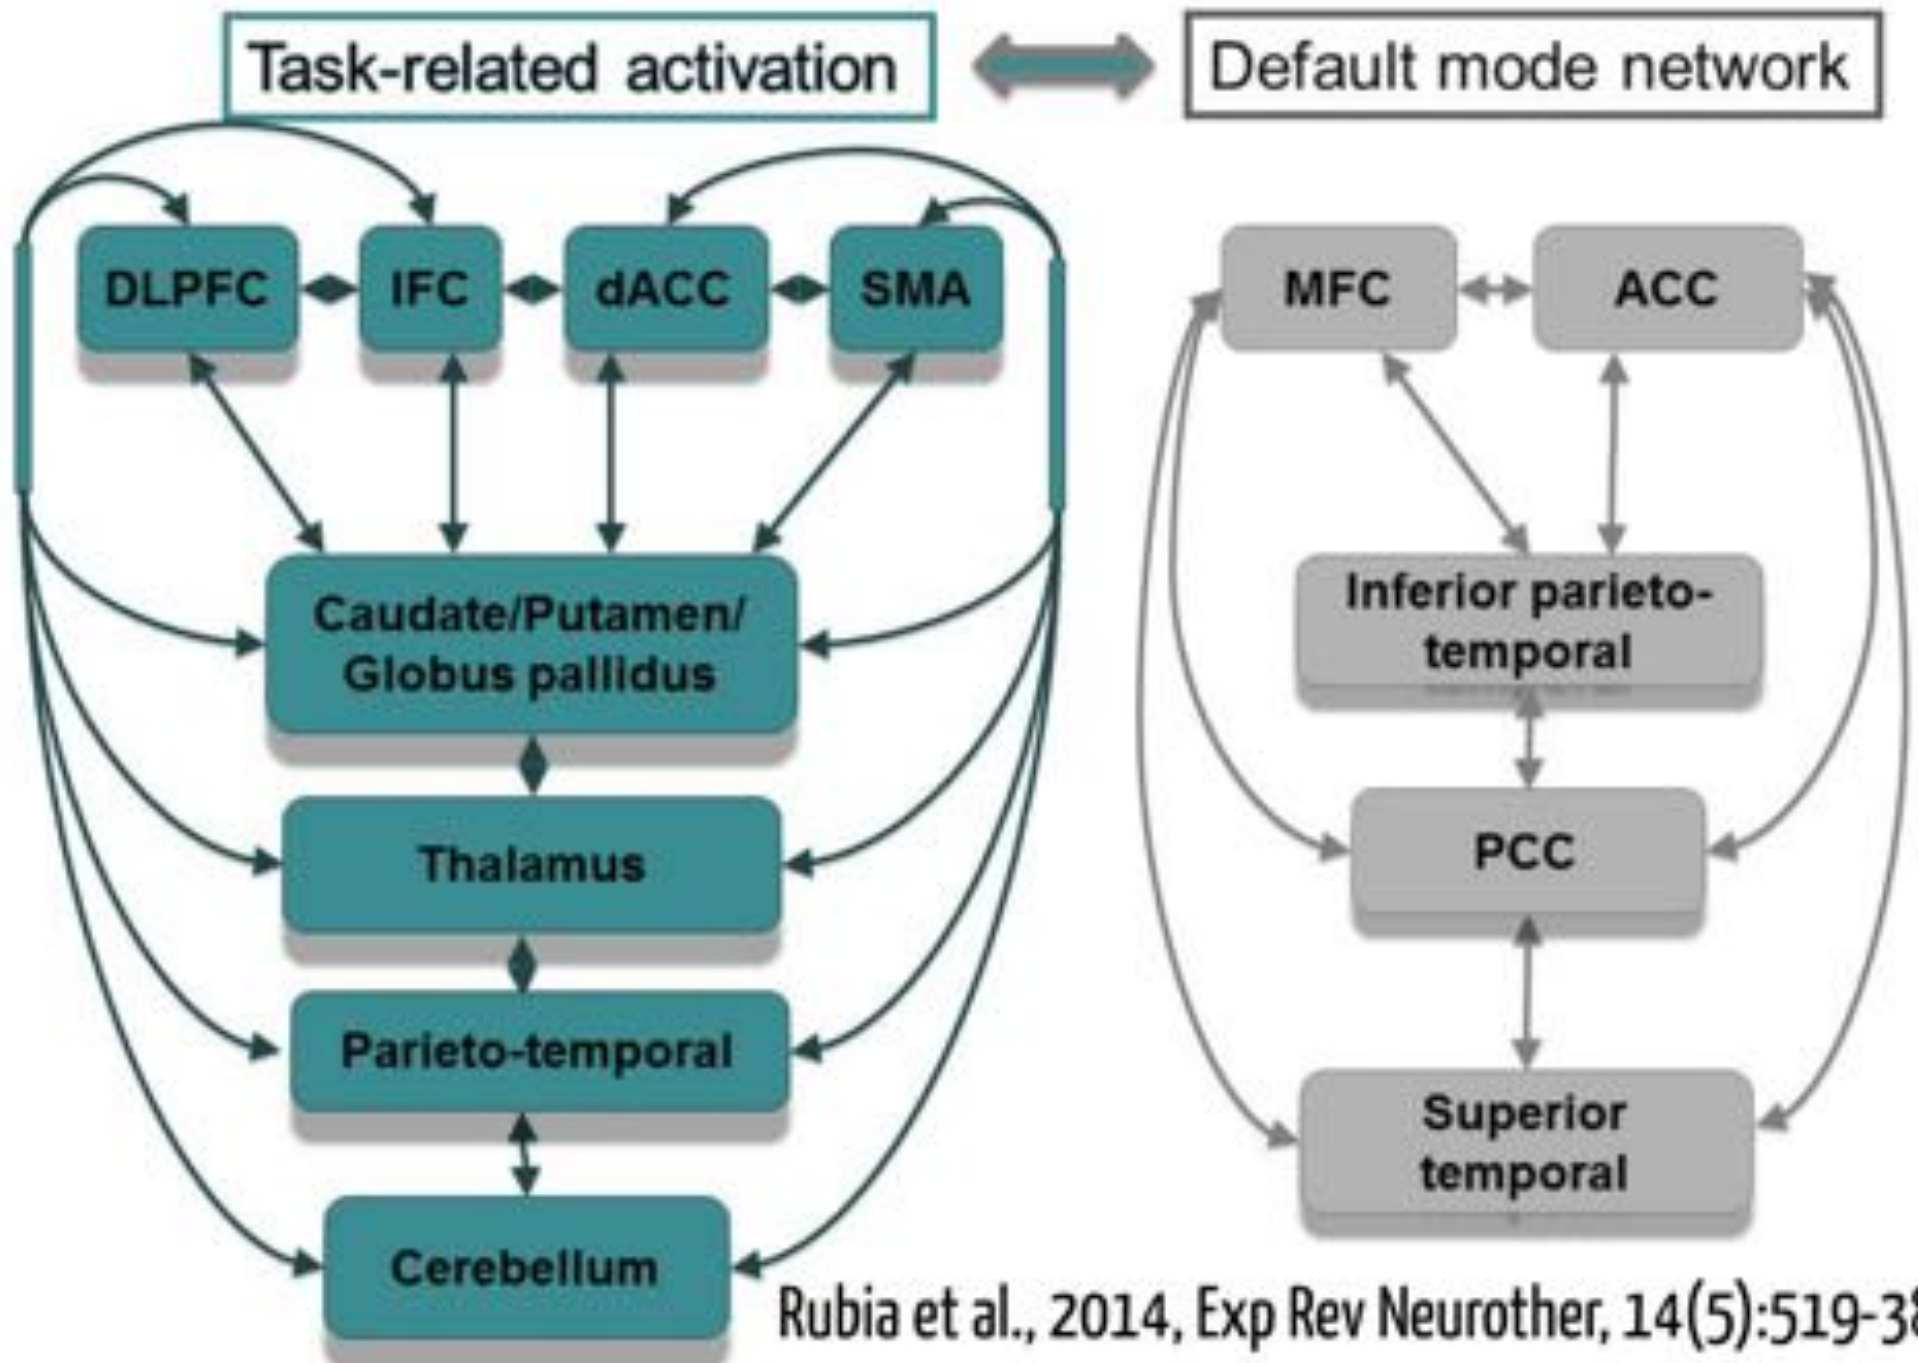 Task-related activation
Default mode network
DLPFC
IFC
dACC
SMA
Caudate/Putamen/
Globus pallidus
Thalamus
Parieto-temporal
Cerebellum
MFC
ACC
Inferior parieto-
temporal
PCC
Superior
temporal
Rubia et al., 2014, Exp Rev Neurother, 14(5):519-38